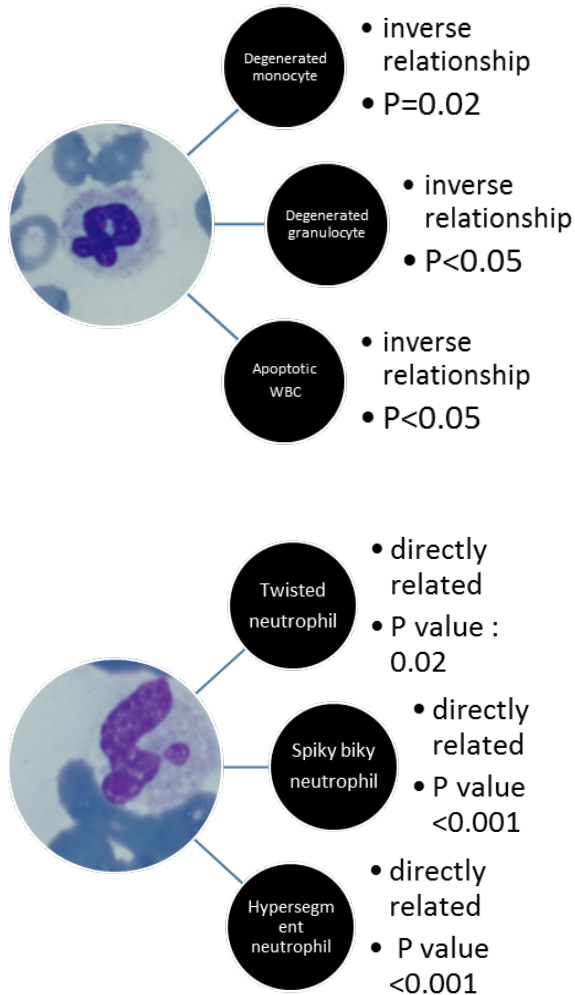 Degenerated
monocyte
• inverse
relationship
• P=0.02
Degenerated
granulocyte
• inverse
relationship
• P<0.05
Apoptotic
WBC
• inverse
relationship
• P<0.05
Twisted
neutrophil
• directly
related
• P value :
0.02
Spiky biky
neutrophil
• directly
related
• P value
<0.001
Hypersegm
ent
neutrophil
• directly
related
• P value
<0.001